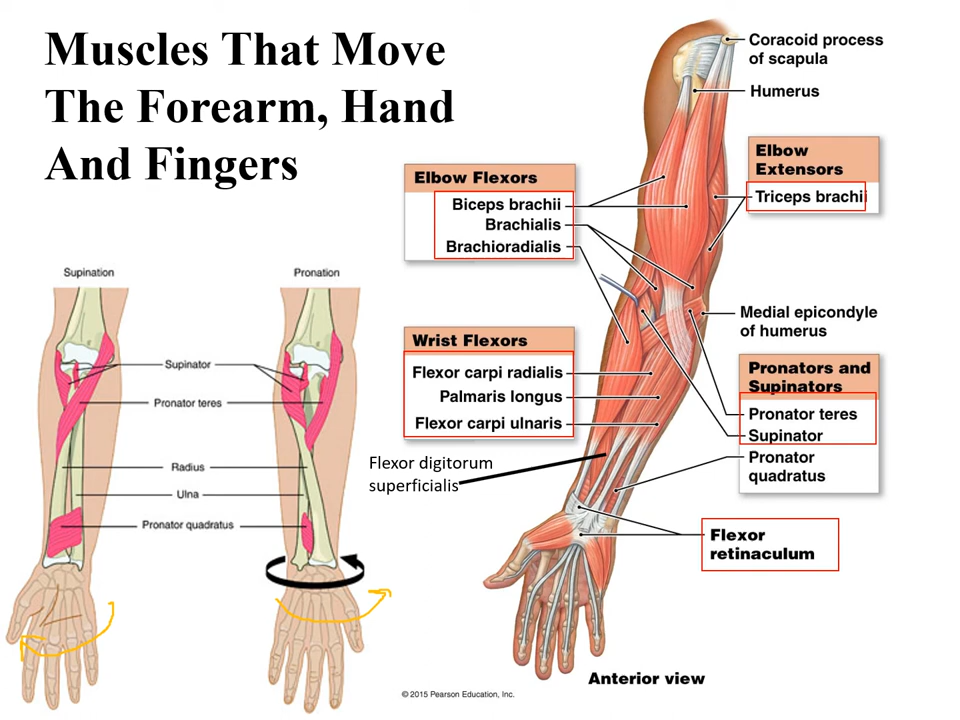 Muscles That Move
The Forearm, Hand
And Fingers
Coracoid process
of scapula
Humerus
Elbow Flexors
Biceps brachii
Brachialis
Brachioradialis
Elbow
Extensors
Triceps brachii
Medial epicondyle
of humerus
Wrist Flexors
Flexor carpi radialis
Palmaris longus
Flexor carpi ulnaris
Flexor digitorum
superficialis
Pronators and
Supinators
Pronator teres
Supinator
Pronator
quadratus
Flexor
retinaculum
Supination
Pronation
Supinator
Pronator teres
Radius
Ulna
Pronator quadratus
Anterior view
© 2015 Pearson Education, Inc.